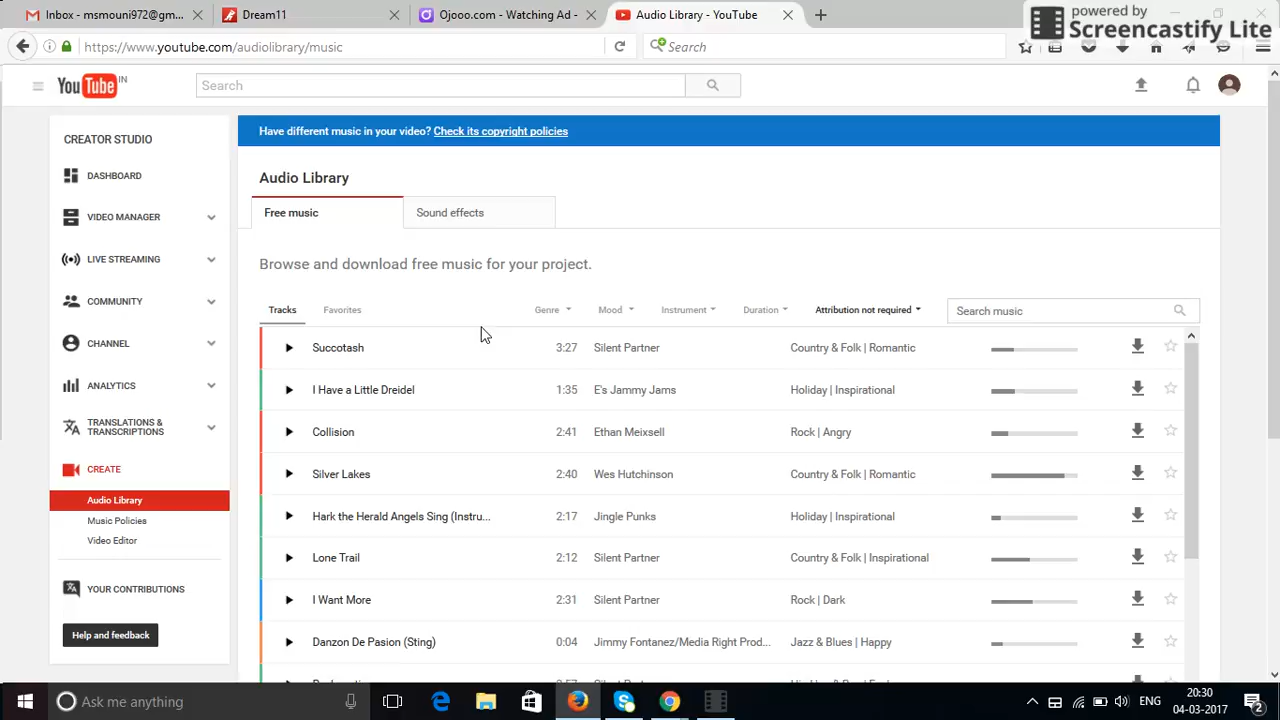 Inbox - msmouni972@gm...
Dream11
Ojooo.com - Watching Ad -
Audio Library - YouTube
powered by
Screencastify Lite
https://www.youtube.com/audiolibrary/music
Search
YouTube IN
Search
CREATOR STUDIO
DASHBOARD
VIDEO MANAGER
LIVE STREAMING
COMMUNITY
CHANNEL
ANALYTICS
TRANSLATIONS &
TRANSCRIPTIONS
CREATE
Audio Library
Music Policies
Video Editor
YOUR CONTRIBUTIONS
Help and feedback
Have different music in your video? Check its copyright policies
Audio Library
Free music
Sound effects
Browse and download free music for your project.
Tracks Favorites Genre Mood Instrument Duration Attribution not required Search music
Succotash 3:27 Silent Partner Country & Folk | Romantic
I Have a Little Dreidel 1:35 E's Jammy Jams Holiday | Inspirational
Collision 2:41 Ethan Meixsell Rock | Angry
Silver Lakes 2:40 Wes Hutchinson Country & Folk | Romantic
Hark the Herald Angels Sing (Instru... 2:17 Jingle Punks Holiday | Inspirational
Lone Trail 2:12 Silent Partner Country & Folk | Inspirational
I Want More 2:31 Silent Partner Rock | Dark
Danzon De Pasion (Sting) 0:04 Jimmy Fontanez/Media Right Prod... Jazz & Blues | Happy
Ask me anything
ENG
20:30
04-03-2017
2